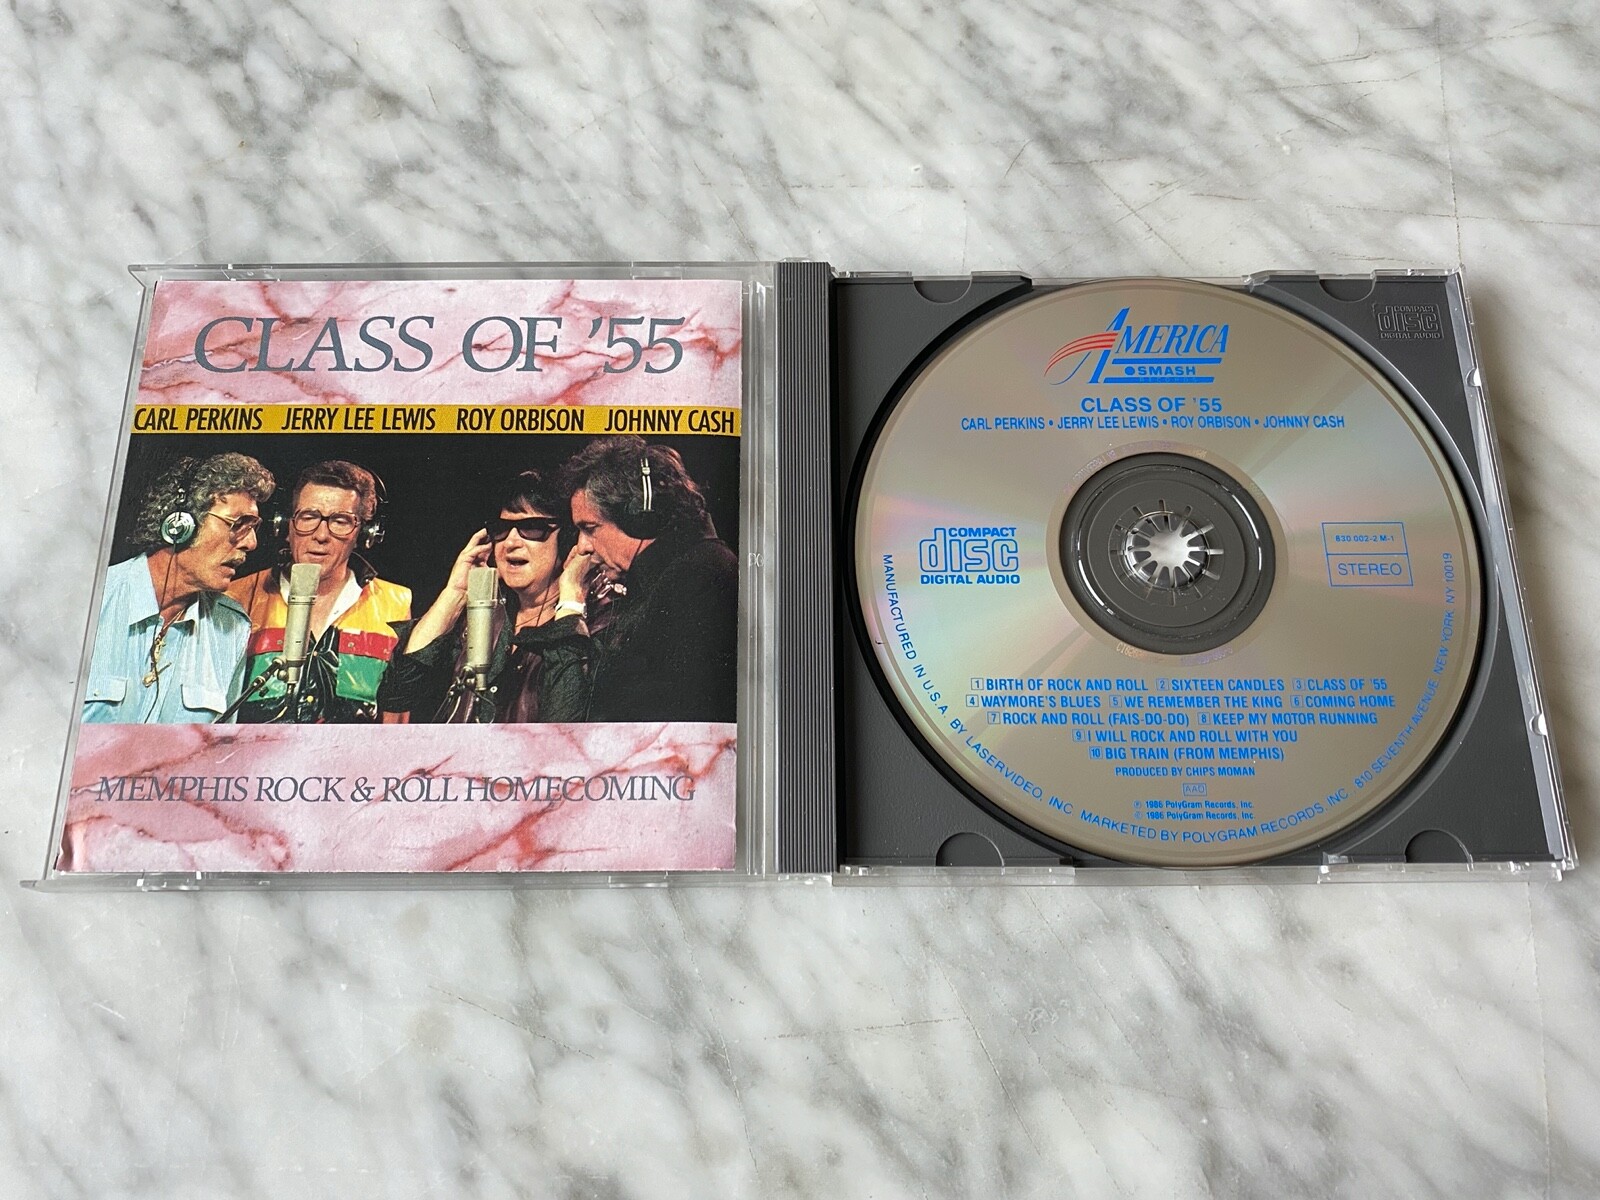 CLASS OF '55
CARL PERKINS JERRY LEE LEWIS ROY ORBISON JOHNNY CASH
MEMPHIS ROCK & ROLL HOMECOMING
COMPACT
disc
DIGITAL AUDIO
AMERICA
SMASH
RECORDS
CLASS OF '55
CARL PERKINS • JERRY LEE LEWIS • ROY ORBISON • JOHNNY CASH
COMPACT
disc
DIGITAL AUDIO
830 002-2 M-1
STEREO
1 BIRTH OF ROCK AND ROLL 2 SIXTEEN CANDLES 3 CLASS OF '55
4 WAYMORE'S BLUES 5 WE REMEMBER THE KING 6 COMING HOME
7 ROCK AND ROLL (FAIS-DO-DO) 8 KEEP MY MOTOR RUNNING
9 I WILL ROCK AND ROLL WITH YOU
10 BIG TRAIN (FROM MEMPHIS)
PRODUCED BY CHIPS MOMAN
AAD
℗ 1986 PolyGram Records, Inc.
© 1986 PolyGram Records, Inc.
MANUFACTURED IN U.S.A. BY LASERVIDEO, INC. MARKETED BY POLYGRAM RECORDS, INC. 810 SEVENTH AVENUE, NEW YORK, NY 10019